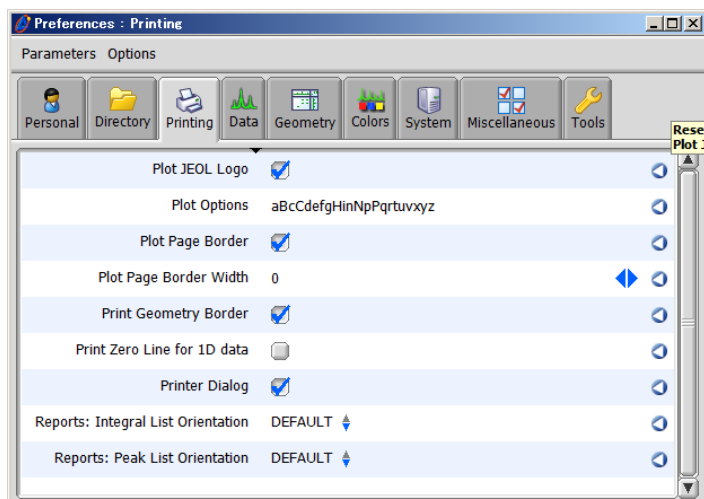 Preferences : Printing
Parameters Options
Personal Directory Printing Data Geometry Colors System Miscellaneous Tools
Rese
Plot J
Plot JEOL Logo
Plot Options aBcCdefgHinNpPqrtuvxyz
Plot Page Border
Plot Page Border Width 0
Print Geometry Border
Print Zero Line for 1D data
Printer Dialog
Reports: Integral List Orientation DEFAULT
Reports: Peak List Orientation DEFAULT